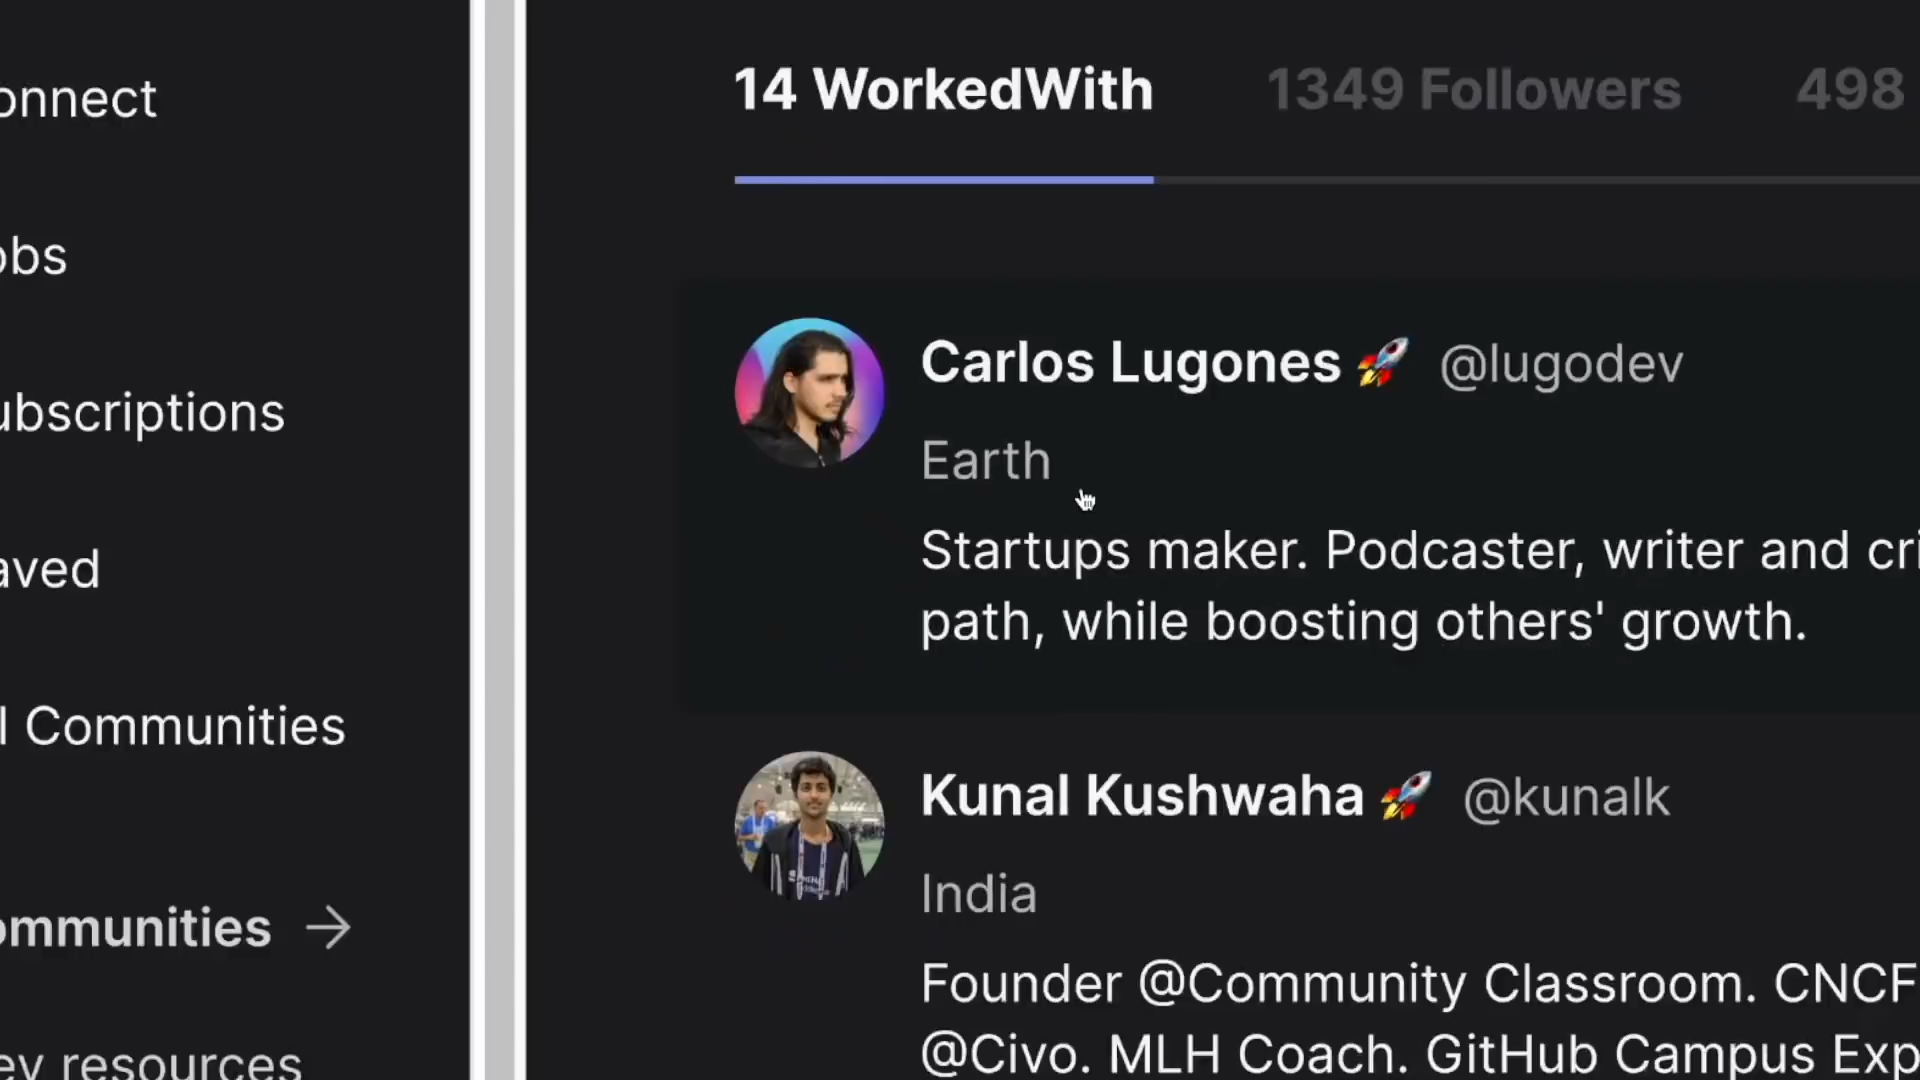 onnect
obs
ubscriptions
aved
l Communities
ommunities →
ev resources
14 WorkedWith 1349 Followers 498
Carlos Lugones 🚀 @lugodev
Earth
Startups maker. Podcaster, writer and cri
path, while boosting others' growth.
Kunal Kushwaha 🚀 @kunalk
India
Founder @Community Classroom. CNCF
@Civo. MLH Coach. GitHub Campus Exp